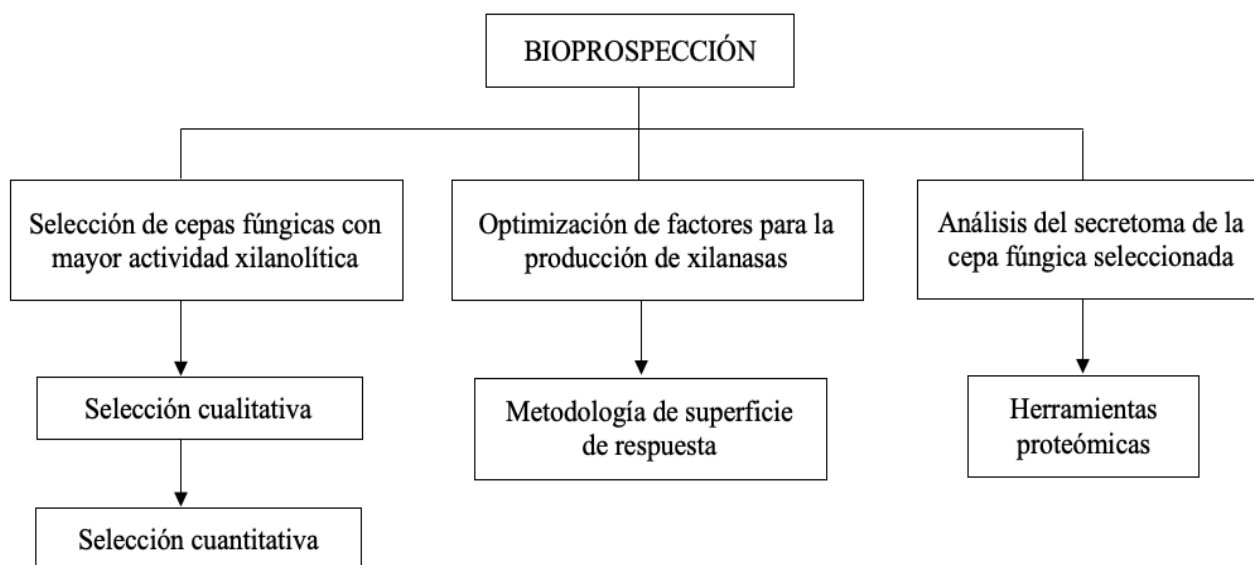 BIOPROSPECCIÓN
Selección de cepas fúngicas con
mayor actividad xilanolítica
Selección cualitativa
Selección cuantitativa
Optimización de factores para la
producción de xilanasas
Metodología de superficie
de respuesta
Análisis del secretoma de la
cepa fúngica seleccionada
Herramientas
proteómicas